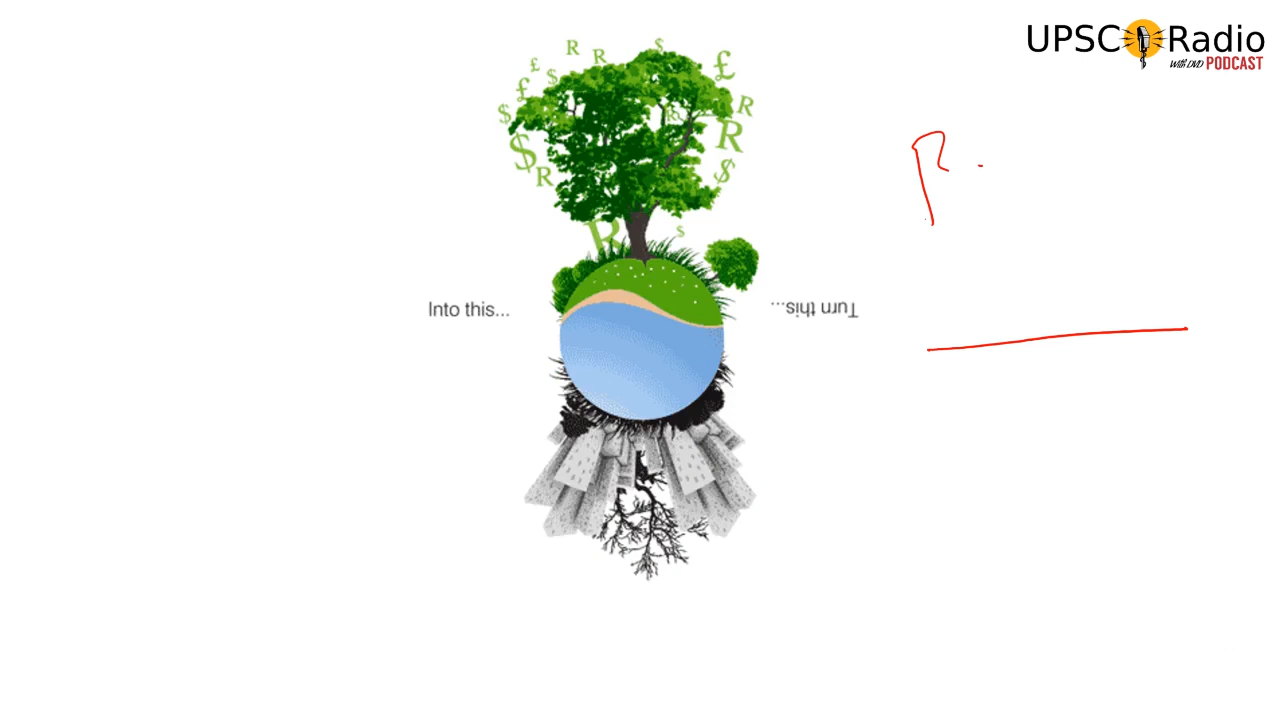 UPSC Radio
With DVD PODCAST
R R $
£ $ £
£ R
$ R
$ $
R
R $
Into this...
Turn this...
R